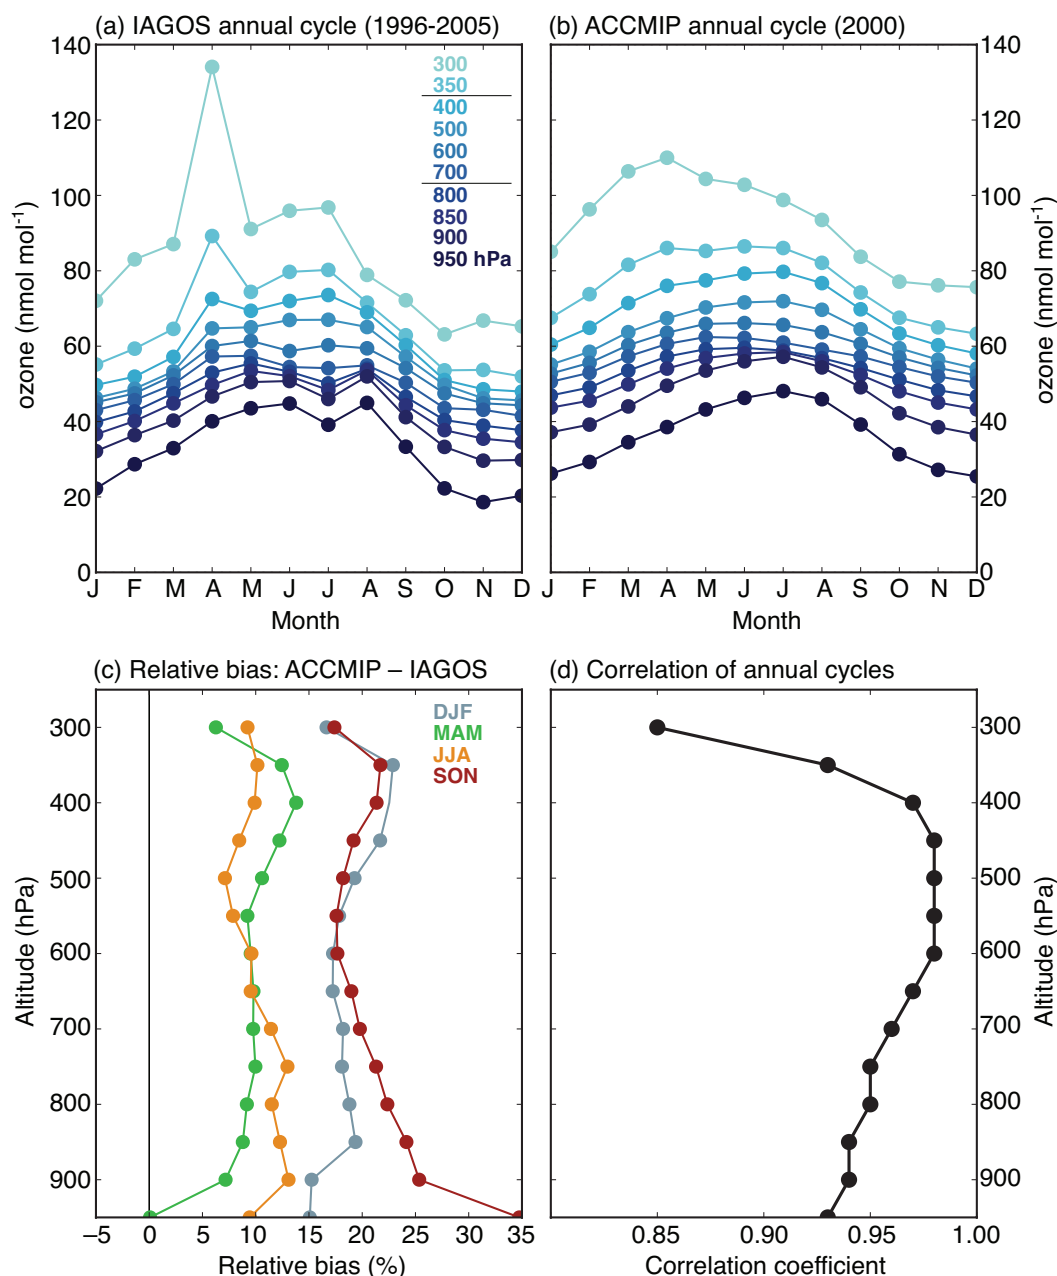 (a) IAGOS annual cycle (1996-2005)
(b) ACCMIP annual cycle (2000)
140
120
100
80
60
40
20
0
ozone (nmol mol-1)
300
350
400
500
600
700
800
850
900
950 hPa
J F M A M J J A S O N D
Month
J F M A M J J A S O N D
Month
140
120
100
80
60
40
20
0
ozone (nmol mol-1)
(c) Relative bias: ACCMIP – IAGOS
(d) Correlation of annual cycles
300
400
500
600
700
800
900
Altitude (hPa)
DJF
MAM
JJA
SON
–5 0 5 10 15 20 25 30 35
Relative bias (%)
0.85 0.90 0.95 1.00
Correlation coefficient
300
400
500
600
700
800
900
Altitude (hPa)